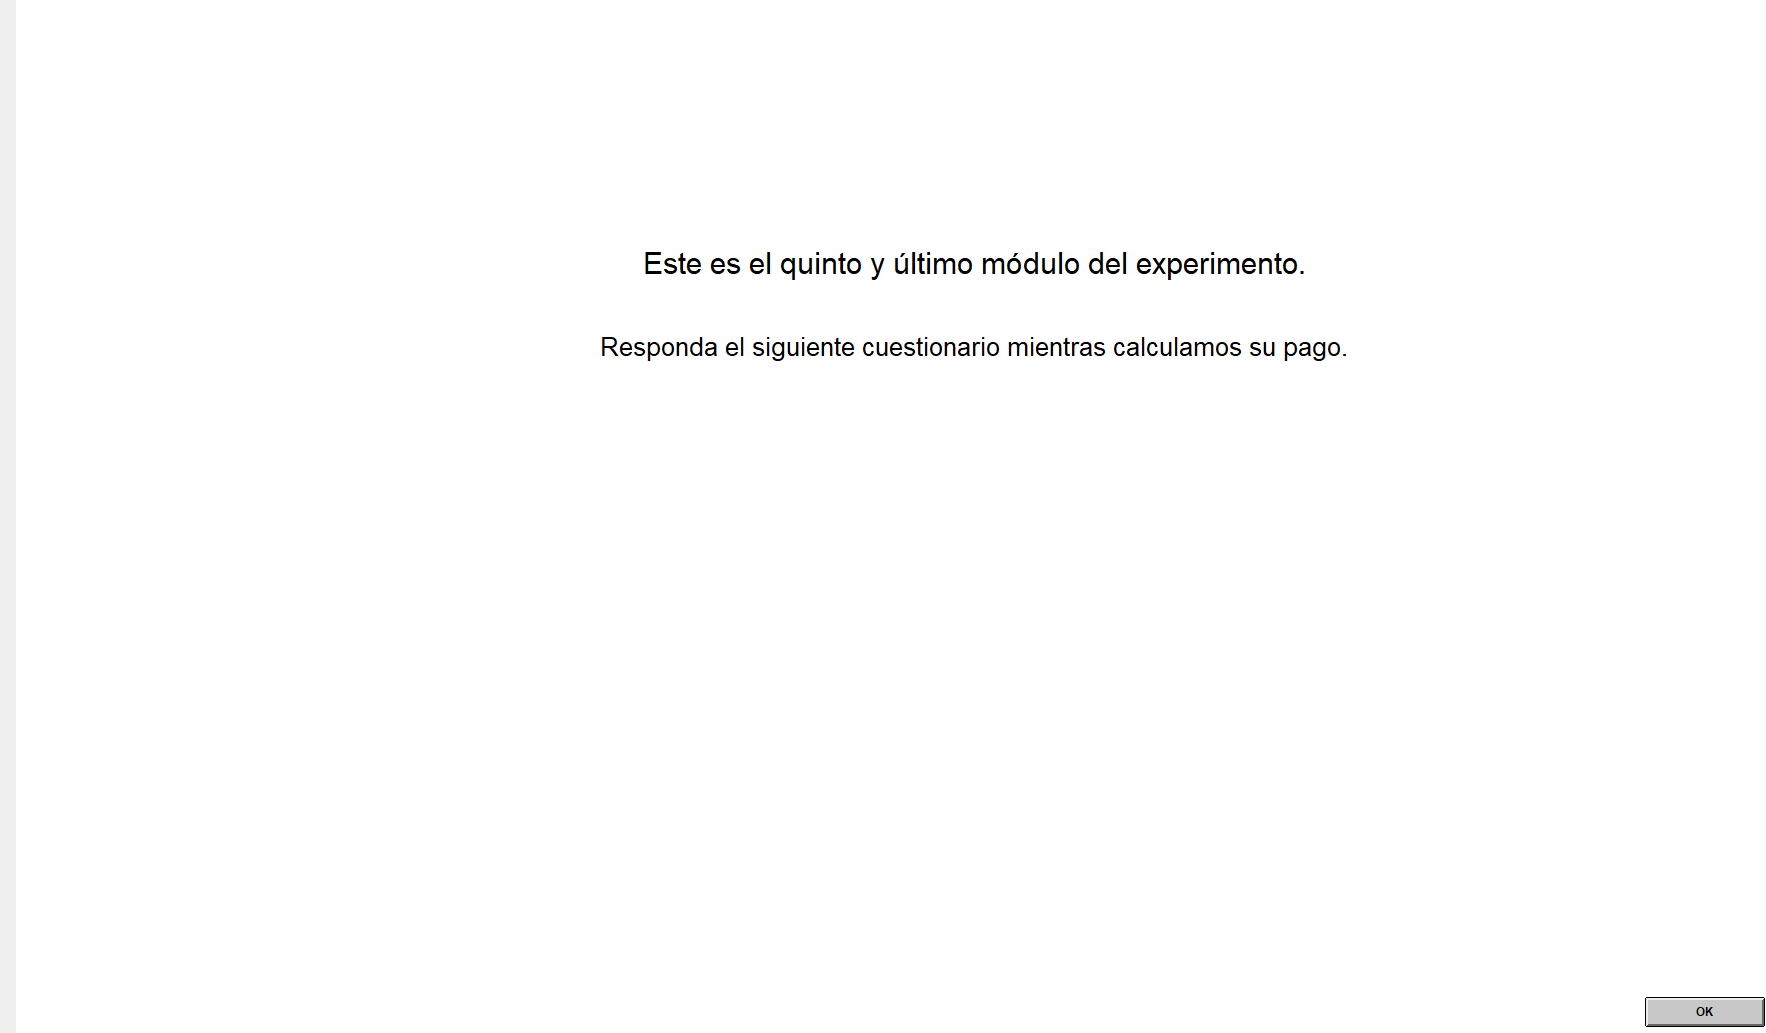 Este es el quinto y último módulo del experimento.
Responda el siguiente cuestionario mientras calculamos su pago.
OK